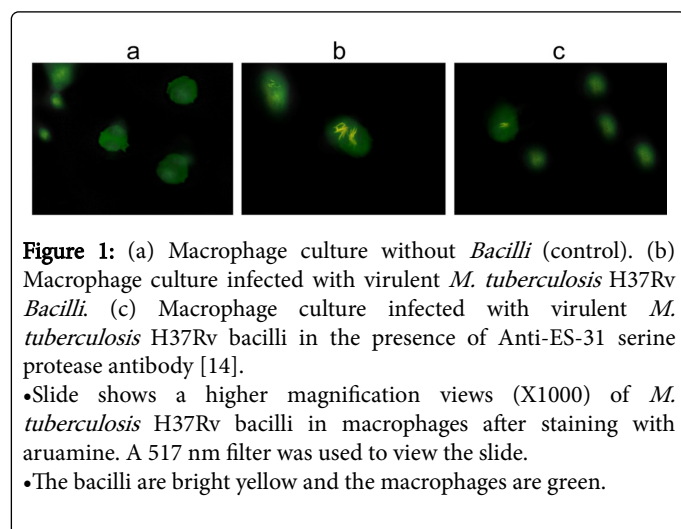 a b c
Figure 1: (a) Macrophage culture without Bacilli (control). (b)
Macrophage culture infected with virulent M. tuberculosis H37Rv
Bacilli. (c) Macrophage culture infected with virulent M.
tuberculosis H37Rv bacilli in the presence of Anti-ES-31 serine
protease antibody [14].
•Slide shows a higher magnification views (X1000) of M.
tuberculosis H37Rv bacilli in macrophages after staining with
aruamine. A 517 nm filter was used to view the slide.
•The bacilli are bright yellow and the macrophages are green.